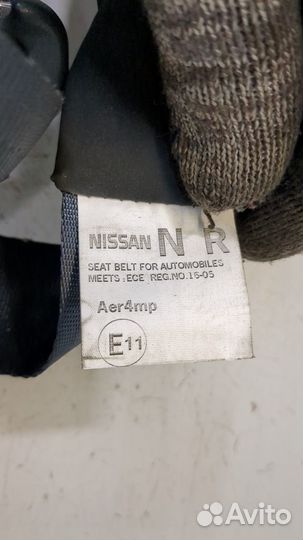 NISSAN N R
SEAT BELT FOR AUTOMOBILES
MEETS :ECE REG.NO.16-05
Aer4mp
E11
Avito